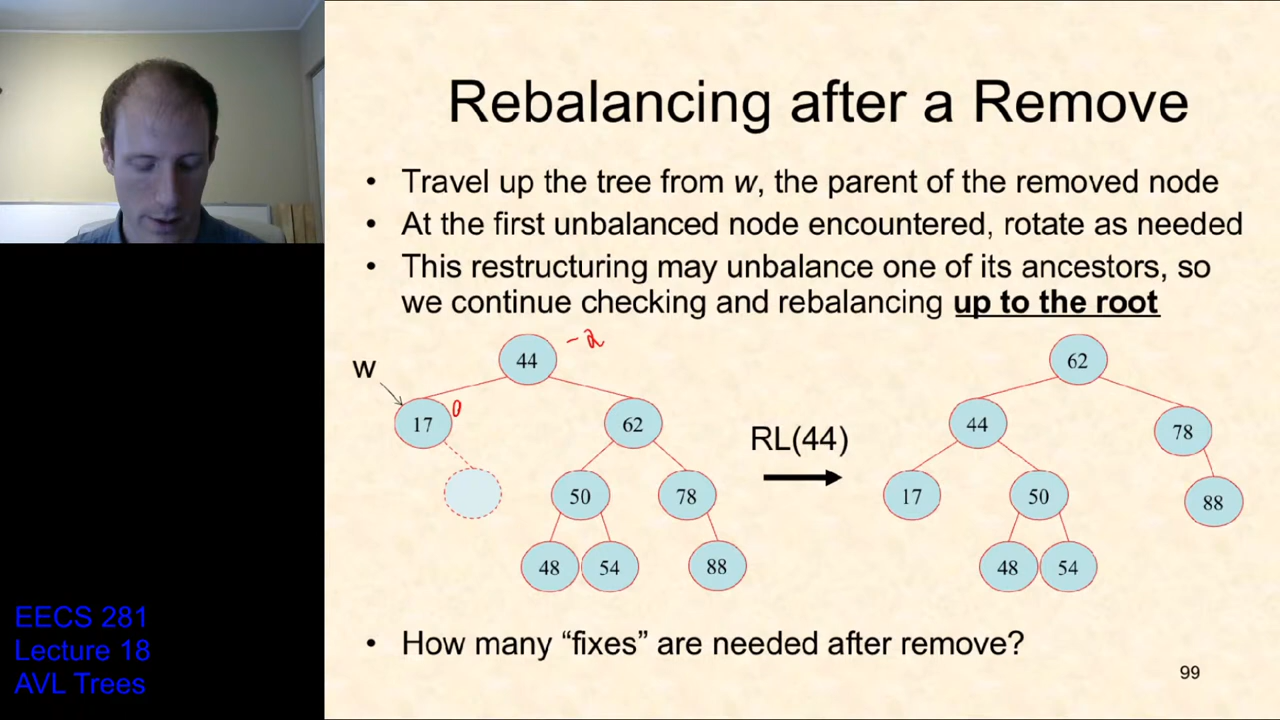 Rebalancing after a Remove
• Travel up the tree from w, the parent of the removed node
• At the first unbalanced node encountered, rotate as needed
• This restructuring may unbalance one of its ancestors, so
we continue checking and rebalancing up to the root
44 -2
w
17 0
62
50
78
48
54
88
RL(44)
62
44
78
17
50
88
48
54
• How many “fixes” are needed after remove?
99
EECS 281
Lecture 18
AVL Trees